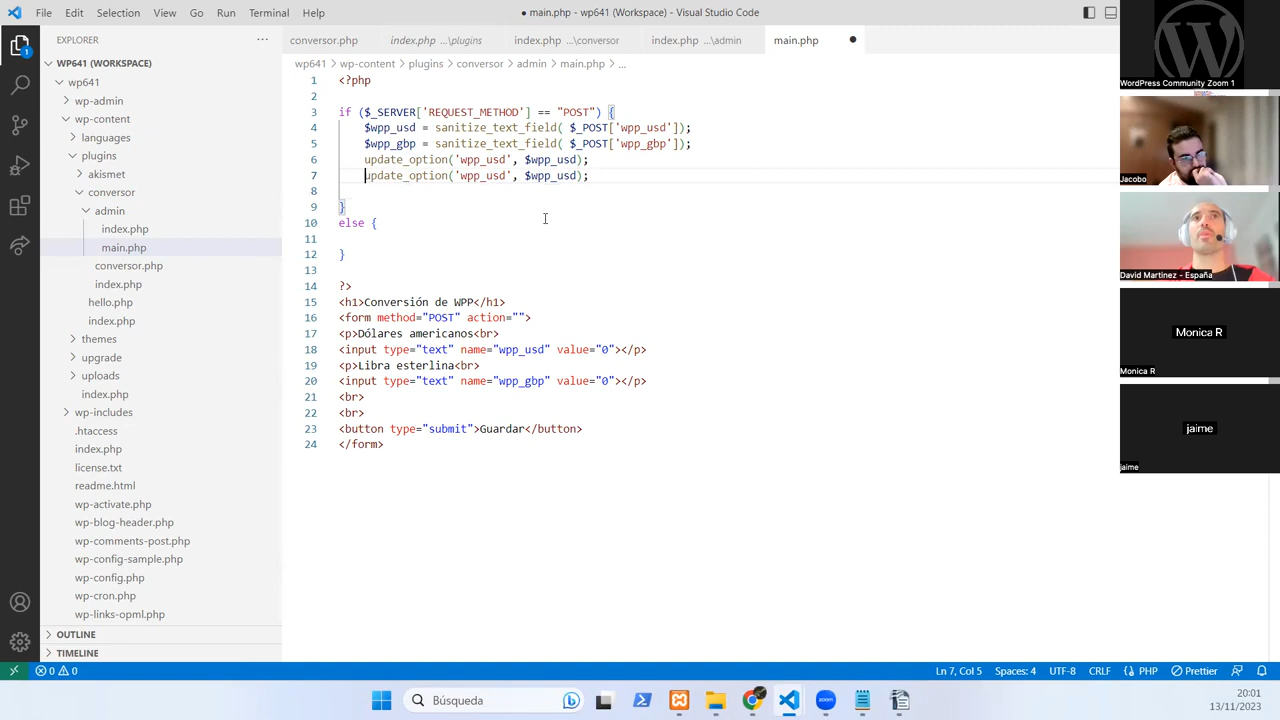 File Edit Selection View Go Run Terminal Help
● main.php - wp641 (Workspace) - Visual Studio Code
EXPLORER
WP641 (WORKSPACE)
wp641
wp-admin
wp-content
languages
plugins
akismet
conversor
admin
index.php
main.php
conversor.php
index.php
hello.php
index.php
themes
upgrade
uploads
index.php
wp-includes
.htaccess
index.php
license.txt
readme.html
wp-activate.php
wp-blog-header.php
wp-comments-post.php
wp-config-sample.php
wp-config.php
wp-cron.php
wp-links-opml.php
OUTLINE
TIMELINE
conversor.php index.php ...\plugins index.php ...\conversor index.php ...\admin main.php
wp641 > wp-content > plugins > conversor > admin > main.php > ...
1 <?php
2
3 if ($_SERVER['REQUEST_METHOD'] == "POST") {
4 $wpp_usd = sanitize_text_field( $_POST['wpp_usd']);
5 $wpp_gbp = sanitize_text_field( $_POST['wpp_gbp']);
6 update_option('wpp_usd', $wpp_usd);
7 update_option('wpp_usd', $wpp_usd);
8
9 }
10 else {
11
12 }
13
14 ?>
15 <h1>Conversión de WPP</h1>
16 <form method="POST" action="">
17 <p>Dólares americanos<br>
18 <input type="text" name="wpp_usd" value="0"></p>
19 <p>Libra esterlina<br>
20 <input type="text" name="wpp_gbp" value="0"></p>
21 <br>
22 <br>
23 <button type="submit">Guardar</button>
24 </form>
WordPress Community Zoom 1
Jacobo
David Martínez - España
Monica R
Monica R
jaime
jaime
0 0
Ln 7, Col 5 Spaces: 4 UTF-8 CRLF PHP Prettier
1
Búsqueda
20:01
13/11/2023